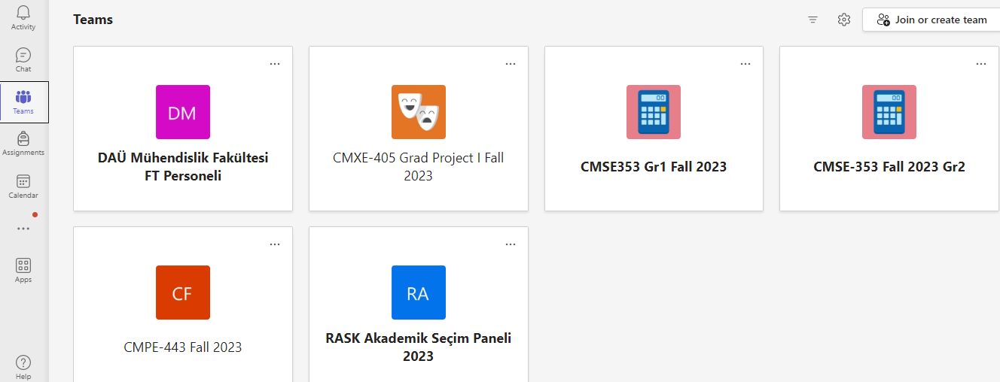 Activity
Chat
Teams
Assignments
Calendar
Apps
Help
Teams
Join or create team
DM
DAÜ Mühendislik Fakültesi
FT Personeli
CMXE-405 Grad Project I Fall
2023
CMSE353 Gr1 Fall 2023
CMSE-353 Fall 2023 Gr2
CF
CMPE-443 Fall 2023
RA
RASK Akademik Seçim Paneli
2023